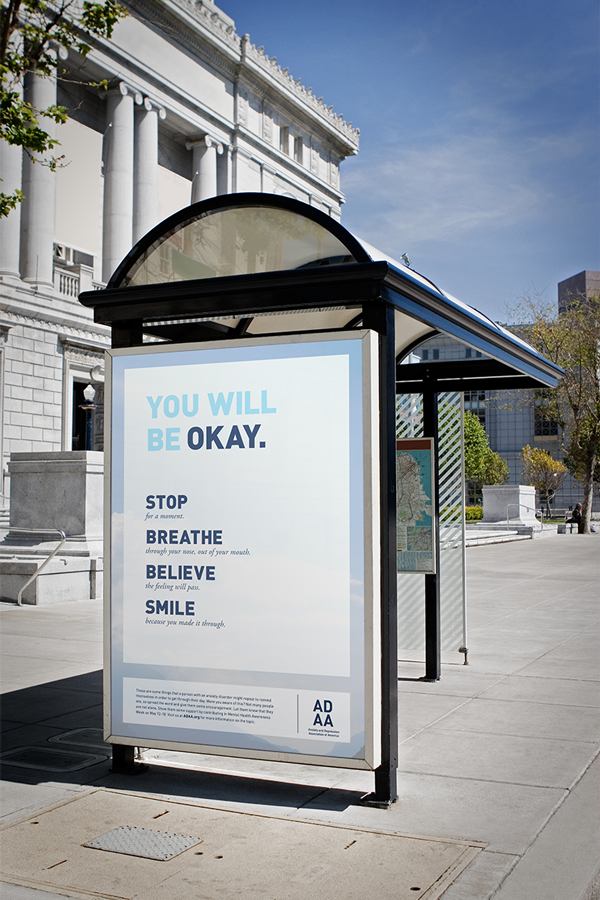 YOU WILL
BE OKAY.
STOP
for a moment.
BREATHE
through your nose, out of your mouth.
BELIEVE
the feeling will pass.
SMILE
because you made it through.
These are some things that a person with an anxiety disorder might repeat to remind
themselves in order to get through their day. Were you aware of this? Not many people
are, so spread the word and give them some encouragement. Let them know that they
are not alone. Show them some support by contributing to Mental Health Awareness
Week on May 12-18. Visit us at ADAA.org for more information on the topic.
AD
AA
Anxiety and Depression
Association of America